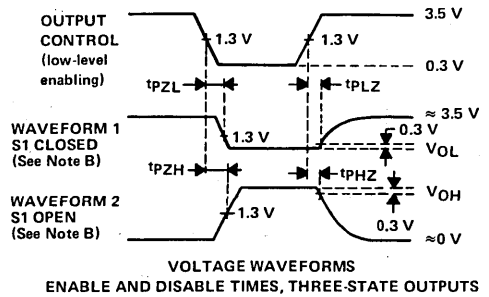 OUTPUT
CONTROL
(low-level
enabling)
1.3 V
1.3 V
3.5 V
0.3 V
tPZL
tPLZ
WAVEFORM 1
S1 CLOSED
(See Note B)
1.3 V
≈ 3.5 V
0.3 V
VOL
tPZH
tPHZ
WAVEFORM 2
S1 OPEN
(See Note B)
1.3 V
VOH
0.3 V
≈0 V
VOLTAGE WAVEFORMS
ENABLE AND DISABLE TIMES, THREE-STATE OUTPUTS